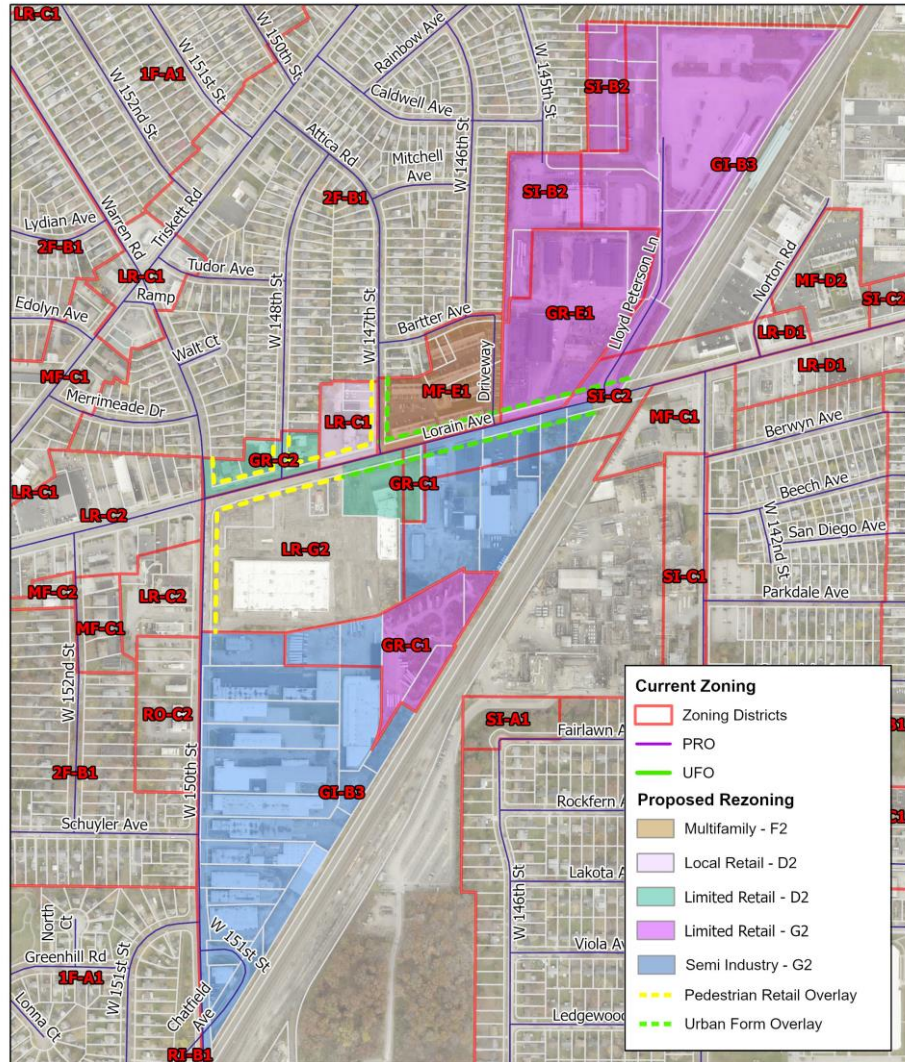 LR-C1
W 150th St
Rainbow Ave
1F-A1
W 151st St
W 152nd St
Caldwell Ave
W 145th St
SI-B2
Attica Rd
Mitchell
Ave
W 146th St
GI-B3
SI-B2
2F-B1
Warren Rd
Triskett Rd
Lydian Ave
2F-B1
LR-C1
Tudor Ave
Ramp
W 148th St
W 147th St
Lloyd Peterson Ln
Norton Rd
MF-D2
SI-C2
GR-E1
Edolyn Ave
Walt Ct
Bartter Ave
Driveway
LR-D1
LR-D1
MF-C1
MF-E1
SI-C2
Merrimeade Dr
LR-C1
Lorain Ave
MF-C1
Berwyn Ave
GR-C2
LR-C1
GR-C1
Beech Ave
LR-C2
San Diego Ave
W 142nd St
LR-G2
SI-C1
Parkdale Ave
MF-C2
LR-C2
MF-C1
GR-C1
W 152nd St
RO-C2
W 150th St
SI-A1
Fairlawn A
2F-B1
GI-B3
Rockfern A
Schuyler Ave
Lakota A
W 146th St
North
Ct
Greenhill Rd
W 151st St
W 151st St
Viola Av
1F-A1
Chatfield
Ave
Lonna Ct
Ledgewood
RI-B1
B1
C1
Current Zoning
Zoning Districts
PRO
UFO
Proposed Rezoning
Multifamily - F2
Local Retail - D2
Limited Retail - D2
Limited Retail - G2
Semi Industry - G2
Pedestrian Retail Overlay
Urban Form Overlay